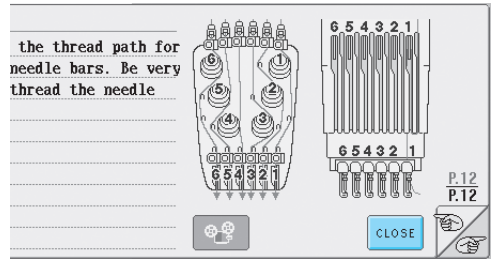 the thread path for
needle bars. Be very
thread the needle
6 1
5 2
4 3
6 5 4 3 2 1
6 5 4 3 2 1
6 5 4 3 2 1
P.12
P.12
CLOSE